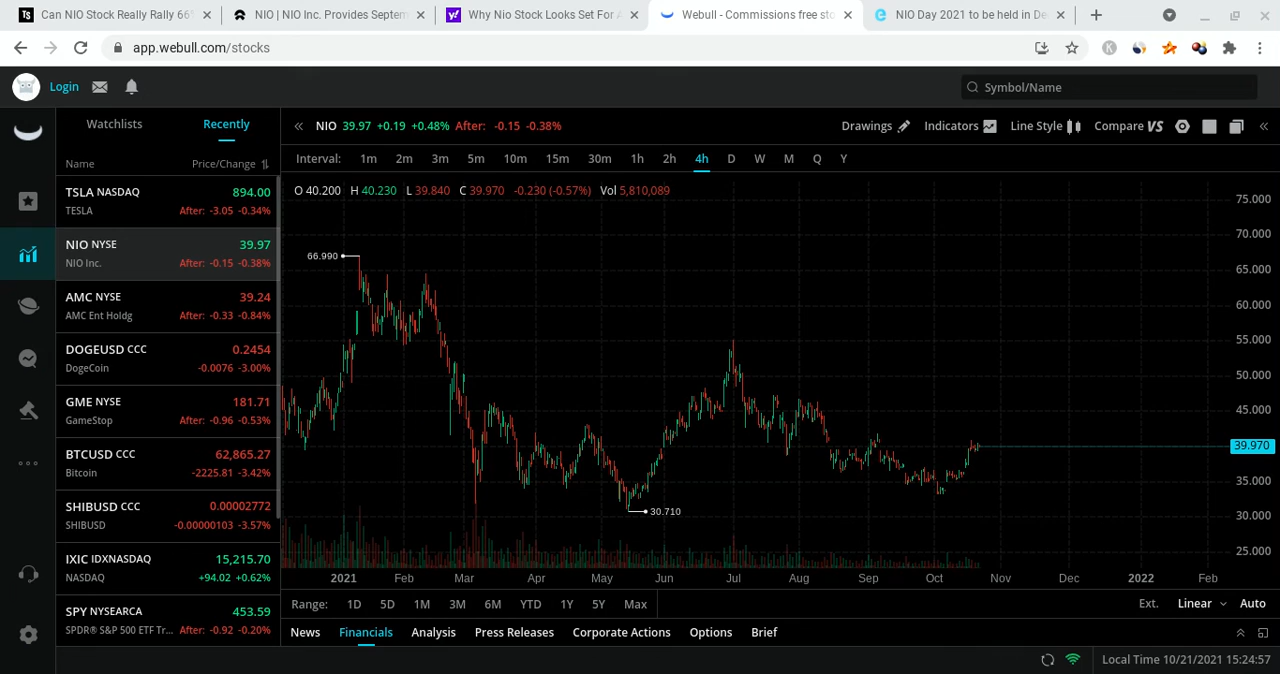 Can NIO Stock Really Rally 66%
NIO | NIO Inc. Provides Septem
Why Nio Stock Looks Set For A
Webull - Commissions free sto
NIO Day 2021 to be held in De
app.webull.com/stocks
Login
Symbol/Name
Watchlists Recently
Name Price/Change
TSLA NASDAQ 894.00
TESLA After: -3.05 -0.34%
NIO NYSE 39.97
NIO Inc. After: -0.15 -0.38%
AMC NYSE 39.24
AMC Ent Holdg After: -0.33 -0.84%
DOGEUSD CCC 0.2454
DogeCoin -0.0076 -3.00%
GME NYSE 181.71
GameStop After: -0.96 -0.53%
BTCUSD CCC 62,865.27
Bitcoin -2225.81 -3.42%
SHIBUSD CCC 0.00002772
SHIBUSD -0.00000103 -3.57%
IXIC IDXNASDAQ 15,215.70
NASDAQ +94.02 +0.62%
SPY NYSEARCA 453.59
SPDR® S&P 500 ETF Tr... After: -0.92 -0.20%
NIO 39.97 +0.19 +0.48% After: -0.15 -0.38%
Drawings Indicators Line Style Compare VS
Interval: 1m 2m 3m 5m 10m 15m 30m 1h 2h 4h D W M Q Y
O 40.200 H 40.230 L 39.840 C 39.970 -0.230 (-0.57%) Vol 5,810,089
75.000
70.000
66.990
65.000
60.000
55.000
50.000
45.000
39.970
35.000
30.710
30.000
25.000
2021 Feb Mar Apr May Jun Jul Aug Sep Oct Nov Dec 2022 Feb
Range: 1D 5D 1M 3M 6M YTD 1Y 5Y Max Ext. Linear Auto
News Financials Analysis Press Releases Corporate Actions Options Brief
Local Time 10/21/2021 15:24:57